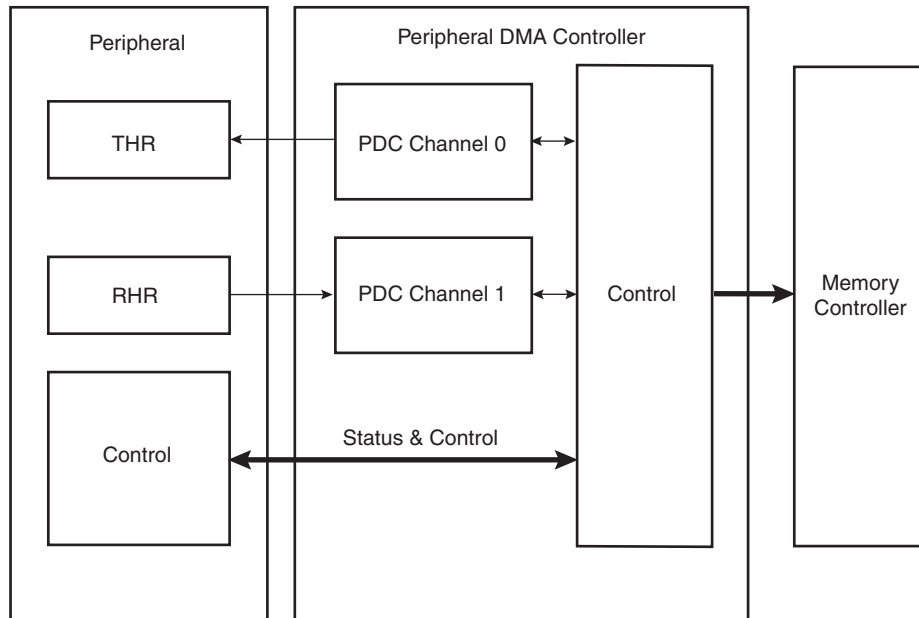 Peripheral
Peripheral DMA Controller
THR
PDC Channel 0
RHR
PDC Channel 1
Control
Memory
Controller
Status & Control
Control